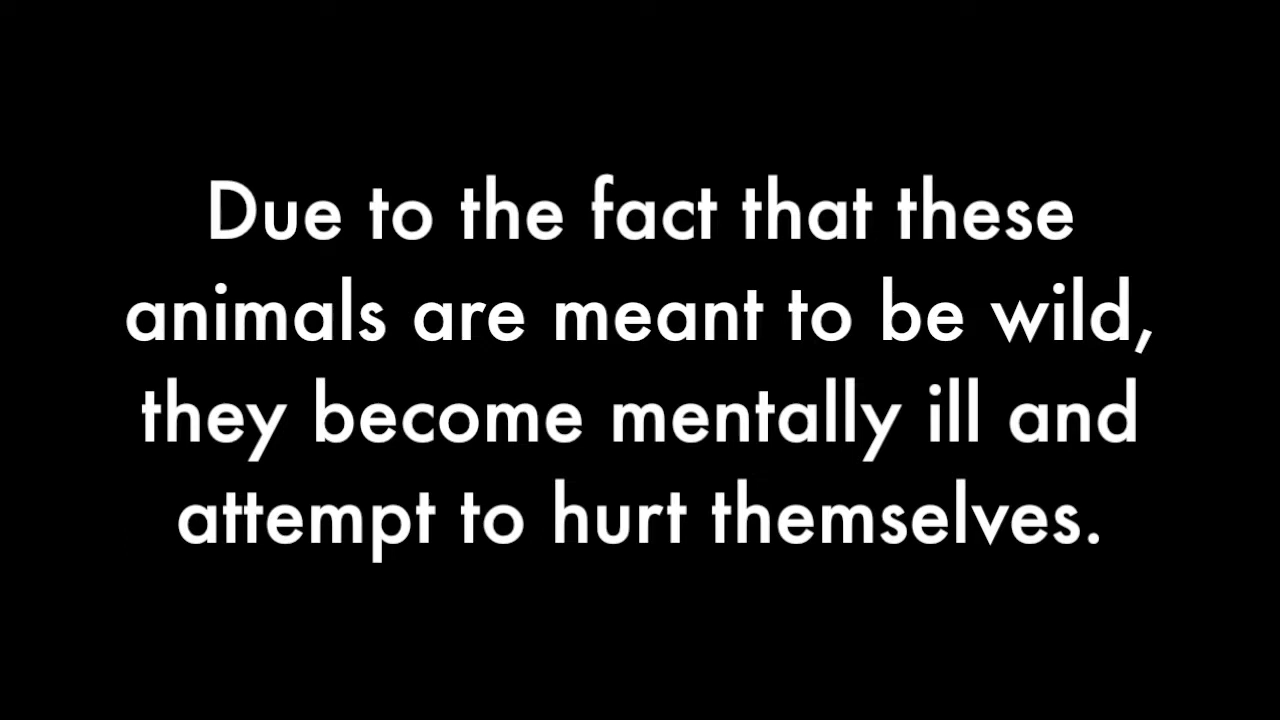 Due to the fact that these
animals are meant to be wild,
they become mentally ill and
attempt to hurt themselves.